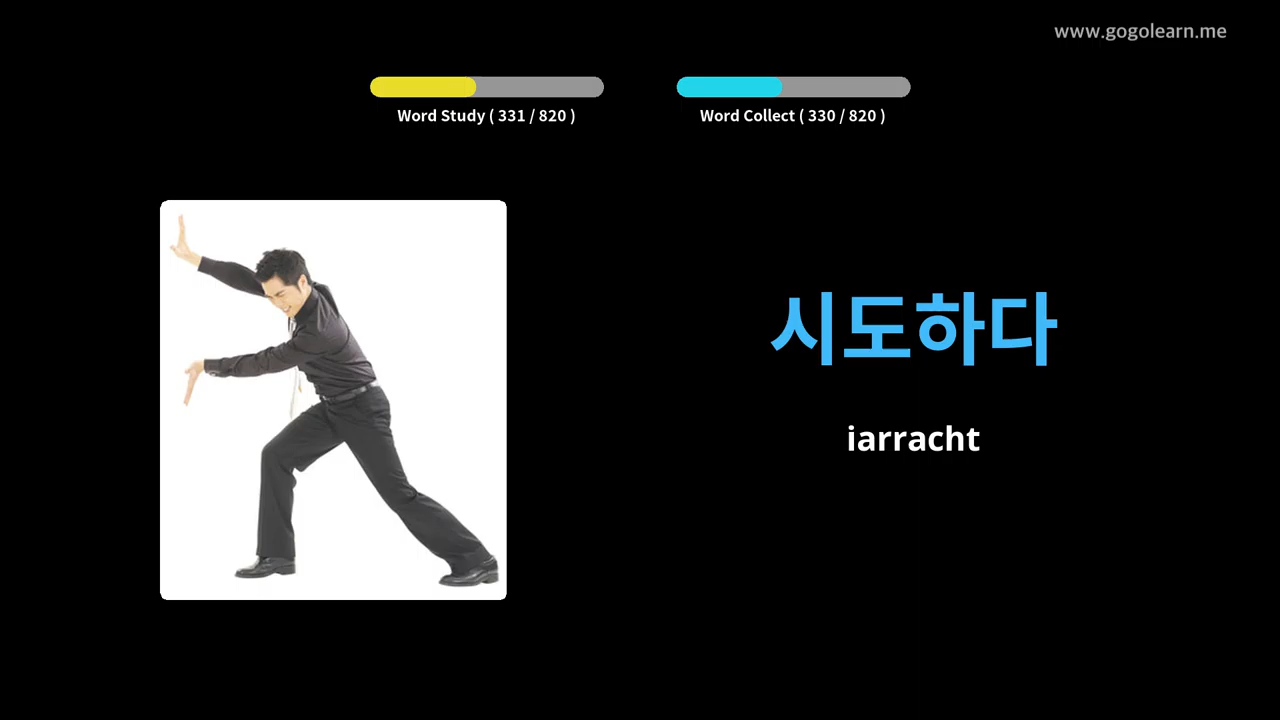 www.gogolearn.me
Word Study ( 331 / 820 )
Word Collect ( 330 / 820 )
시도하다
iarracht